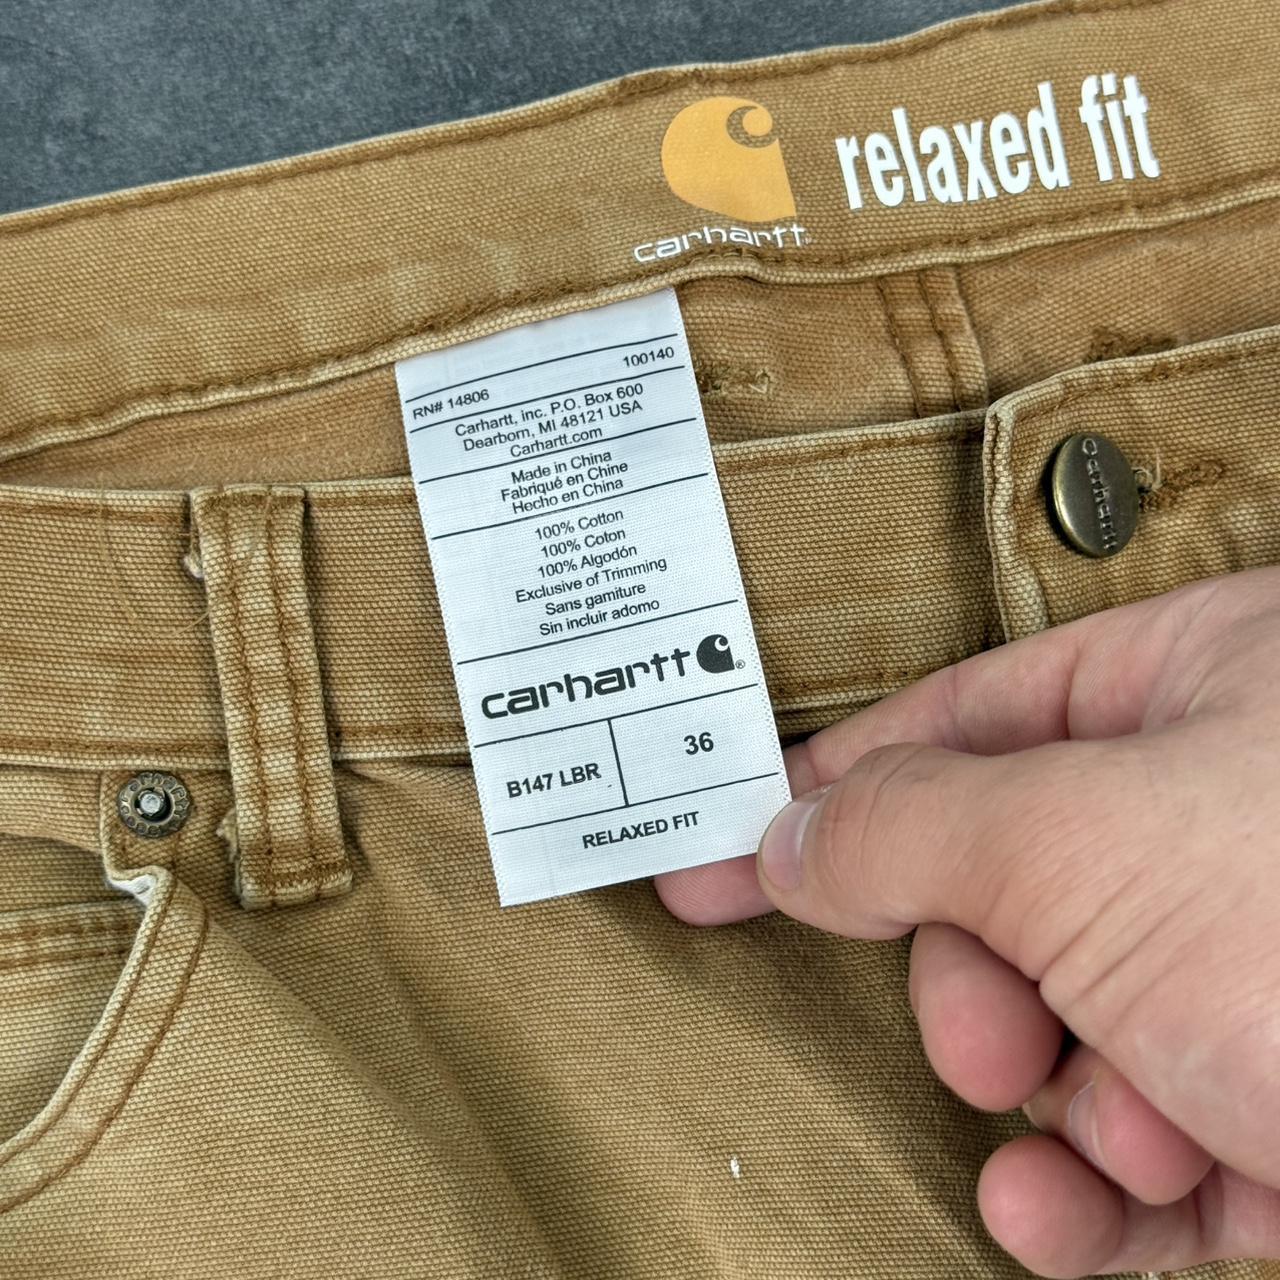 relaxed fit
carhartt
100140
RN# 14806
Carhartt, inc. P.O. Box 600
Dearborn, MI 48121 USA
Carhartt.com
Made in China
Fabriqué en Chine
Hecho en China
100% Cotton
100% Coton
100% Algodón
Exclusive of Trimming
Sans garniture
Sin incluir adorno
carhartt ®
B147 LBR
36
RELAXED FIT
Carhartt